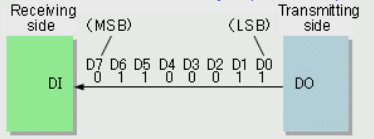 Receiving side
Transmitting side
(MSB)
(LSB)
D7 D6 D5 D4 D3 D2 D1 D0
0 1 1 0 0 0 1 1
DI
DO